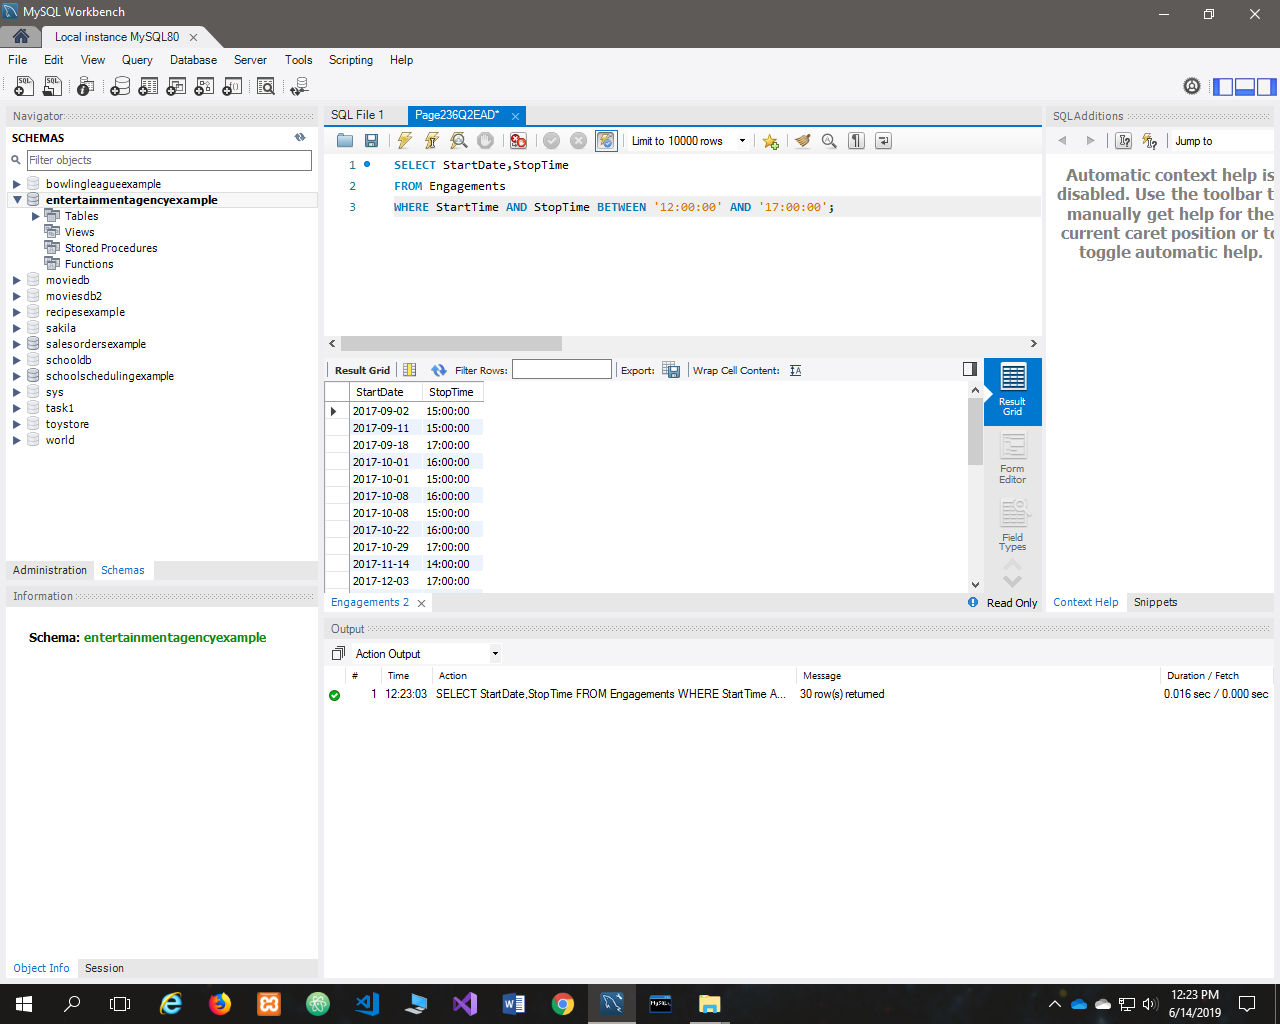 MySQL Workbench
Local instance MySQL80
File Edit View Query Database Server Tools Scripting Help
Navigator
SCHEMAS
Filter objects
bowlingleagueexample
entertainmentagencyexample
Tables
Views
Stored Procedures
Functions
moviedb
moviesdb2
recipesexample
sakila
salesordersexample
schooldb
schoolschedulingexample
sys
task1
toystore
world
Administration Schemas
Information
Schema: entertainmentagencyexample
Object Info Session
SQL File 1 Page236Q2EAD*
Limit to 10000 rows
1 SELECT StartDate,StopTime
2 FROM Engagements
3 WHERE StartTime AND StopTime BETWEEN '12:00:00' AND '17:00:00';
Result Grid Filter Rows: Export: Wrap Cell Content:
StartDate StopTime
2017-09-02 15:00:00
2017-09-11 15:00:00
2017-09-18 17:00:00
2017-10-01 16:00:00
2017-10-01 15:00:00
2017-10-08 16:00:00
2017-10-08 15:00:00
2017-10-22 16:00:00
2017-10-29 17:00:00
2017-11-14 14:00:00
2017-12-03 17:00:00
Result
Grid
Form
Editor
Field
Types
Engagements 2
Read Only
SQLAdditions
Jump to
Automatic context help is
disabled. Use the toolbar t
manually get help for the
current caret position or to
toggle automatic help.
Context Help Snippets
Output
Action Output
# Time Action Message Duration / Fetch
1 12:23:03 SELECT StartDate,StopTime FROM Engagements WHERE StartTime A... 30 row(s) returned 0.016 sec / 0.000 sec
12:23 PM
6/14/2019